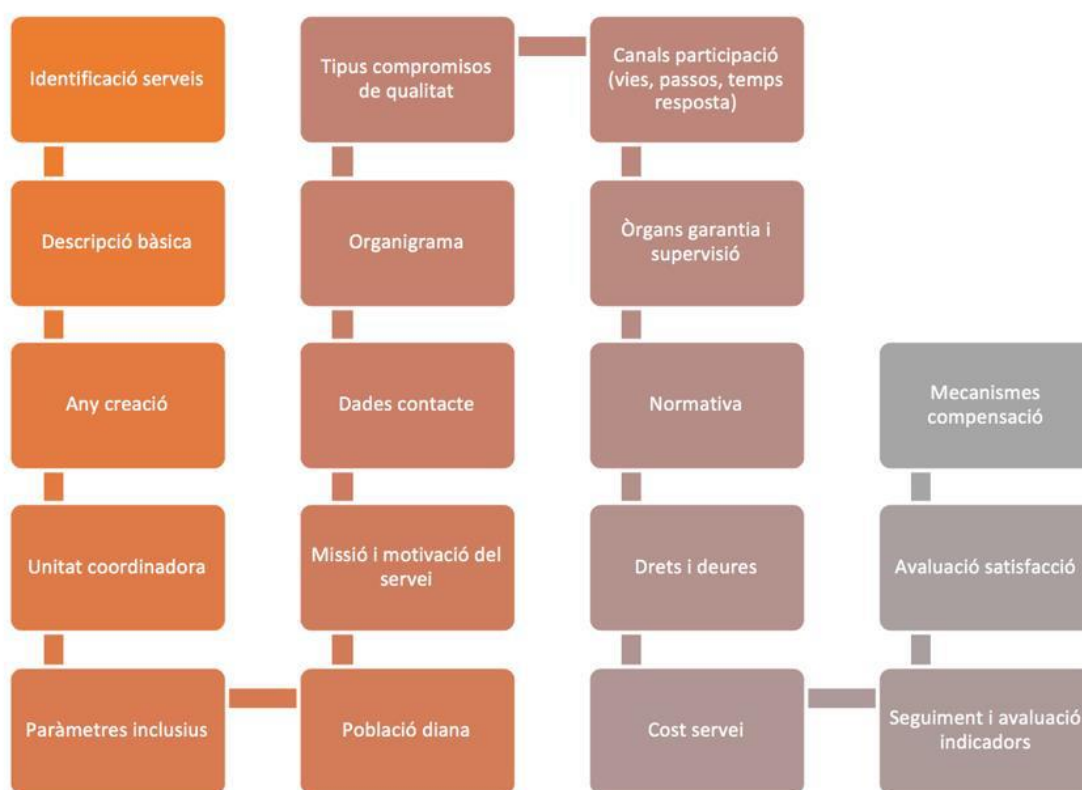 Identificació serveis
Descripció bàsica
Any creació
Unitat coordinadora
Paràmetres inclusius
Població diana
Missió i motivació del
servei
Dades contacte
Organigrama
Tipus compromisos
de qualitat
Canals participació
(vies, passos, temps
resposta)
Òrgans garantia i
supervisió
Normativa
Drets i deures
Cost servei
Seguiment i avaluació
indicadors
Avaluació satisfacció
Mecanismes
compensació